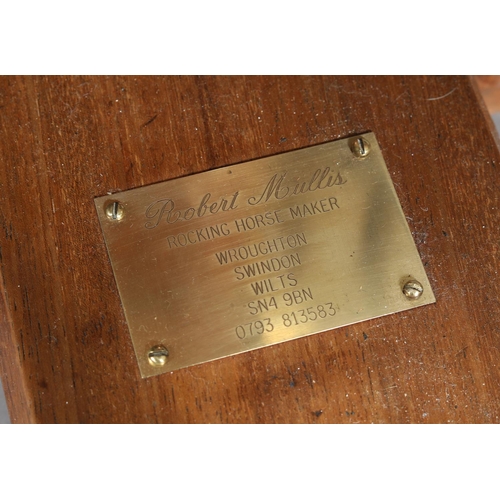 Robert Mullis
ROCKING HORSE MAKER
WROUGHTON
SWINDON
WILTS
SN4 9BN
0793 813583